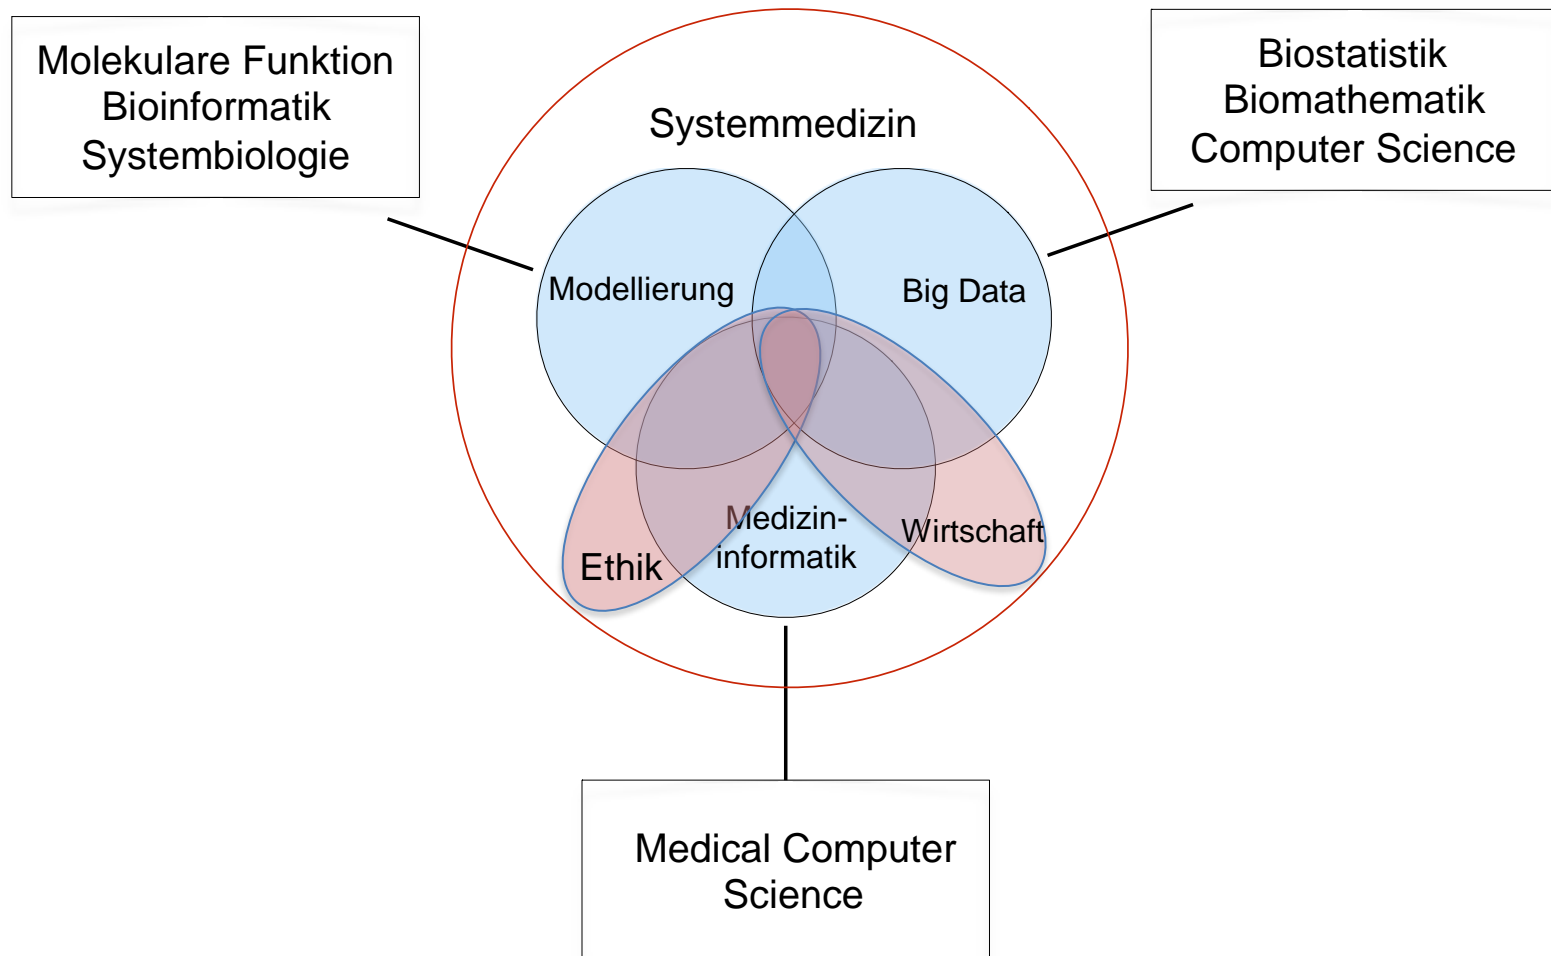 Molekulare Funktion
Bioinformatik
Systembiologie
Biostatistik
Biomathematik
Computer Science
Systemmedizin
Modellierung
Big Data
Medizin-
informatik
Wirtschaft
Ethik
Medical Computer
Science